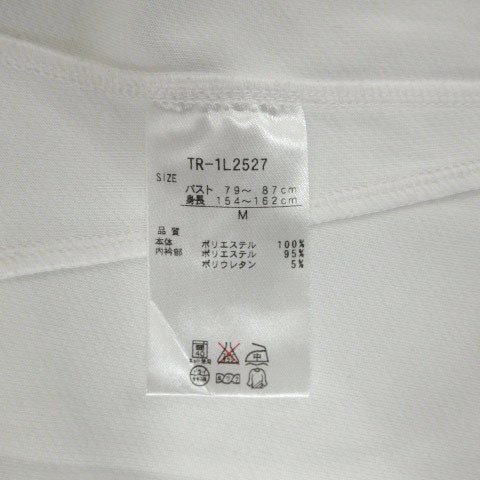 TR-1L2527
SIZE
バスト 79〜 87cm
身長 154〜162cm
M
品質
本体 ポリエステル 100%
内衿部 ポリエステル 95%
ポリウレタン 5%
40
中